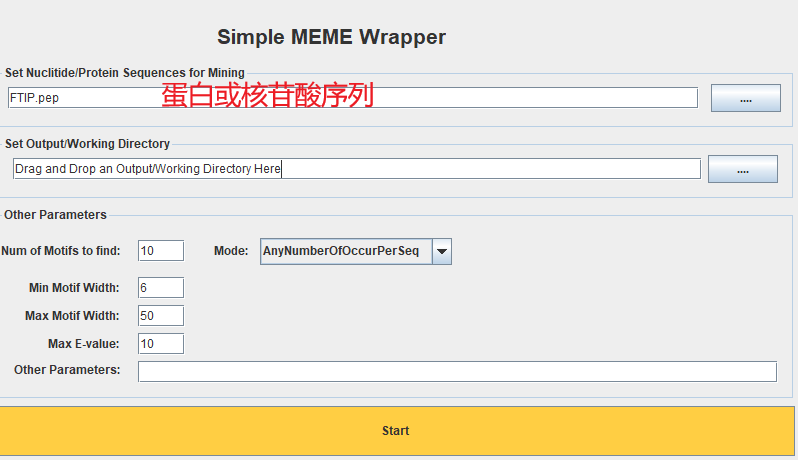 Simple MEME Wrapper
Set Nuclitide/Protein Sequences for Mining
FTIP.pep 蛋白或核苷酸序列 ....
Set Output/Working Directory
Drag and Drop an Output/Working Directory Here ....
Other Parameters
Num of Motifs to find: 10 Mode: AnyNumberOfOccurPerSeq
Min Motif Width: 6
Max Motif Width: 50
Max E-value: 10
Other Parameters:
Start